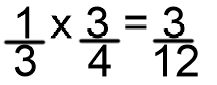 1/3 x 3/4 = 3/12